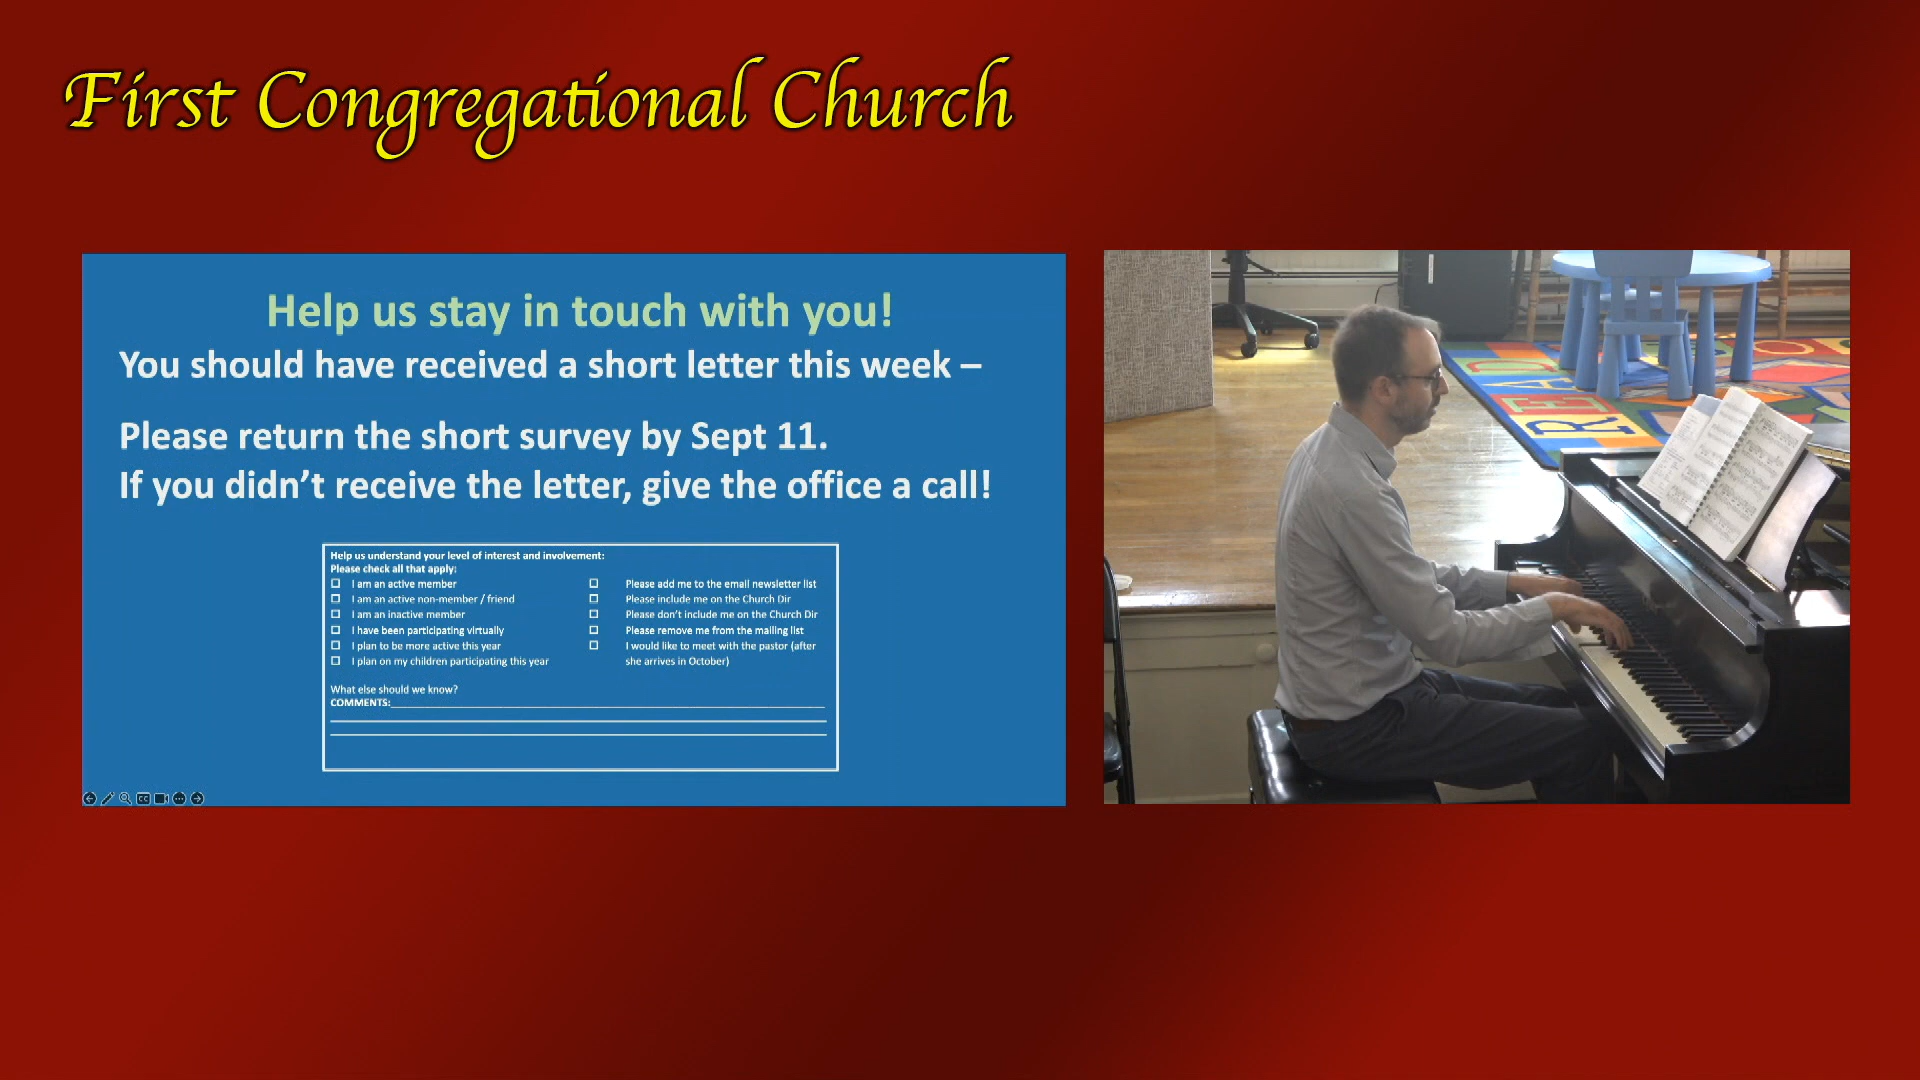 First Congregational Church
Help us stay in touch with you!
You should have received a short letter this week –
Please return the short survey by Sept 11.
If you didn't receive the letter, give the office a call!
Help us understand your level of interest and involvement:
Please check all that apply:
I am an active member
I am an active non-member / friend
I am an inactive member
I have been participating virtually
I plan to be more active this year
I plan on my children participating this year
Please add me to the email newsletter list
Please include me on the Church Dir
Please don't include me on the Church Dir
Please remove me from the mailing list
I would like to meet with the pastor (after
she arrives in October)
What else should we know?
COMMENTS:
READ